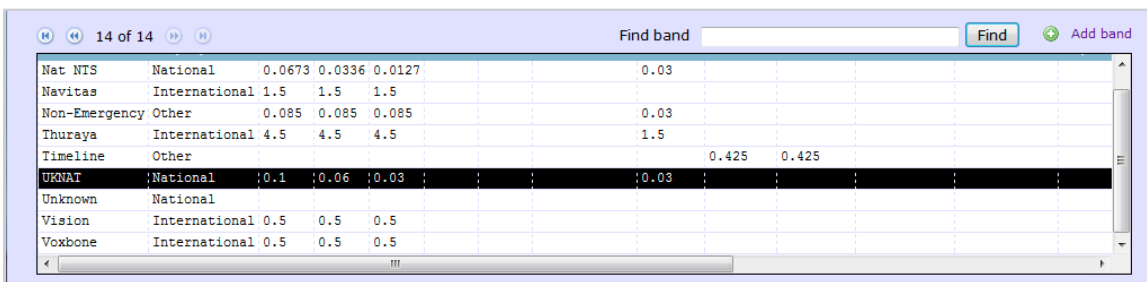 14 of 14 Find band Find Add band
Nat NTS National 0.0673 0.0336 0.0127 0.03
Navitas International 1.5 1.5 1.5
Non-Emergency Other 0.085 0.085 0.085 0.03
Thuraya International 4.5 4.5 4.5 1.5
Timeline Other 0.425 0.425
UKNAT National 0.1 0.06 0.03 0.03
Unknown National
Vision International 0.5 0.5 0.5
Voxbone International 0.5 0.5 0.5